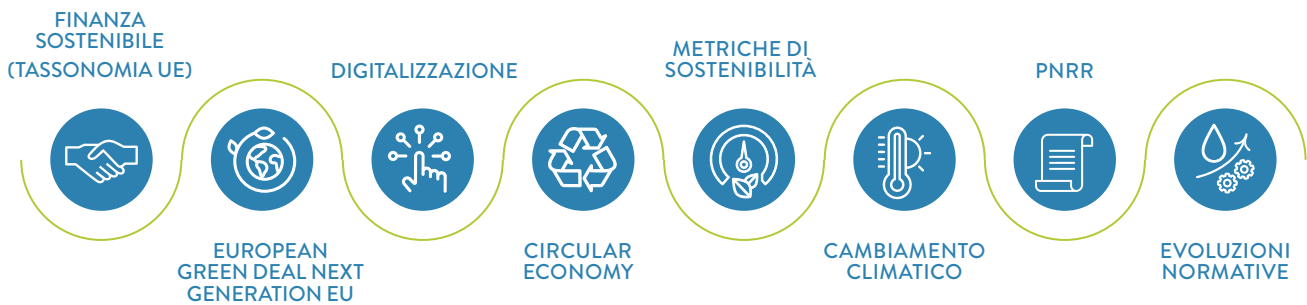 FINANZA
SOSTENIBILE
(TASSONOMIA UE)
EUROPEAN
GREEN DEAL NEXT
GENERATION EU
DIGITALIZZAZIONE
CIRCULAR
ECONOMY
METRICHE DI
SOSTENIBILITÀ
CAMBIAMENTO
CLIMATICO
PNRR
EVOLUZIONI
NORMATIVE